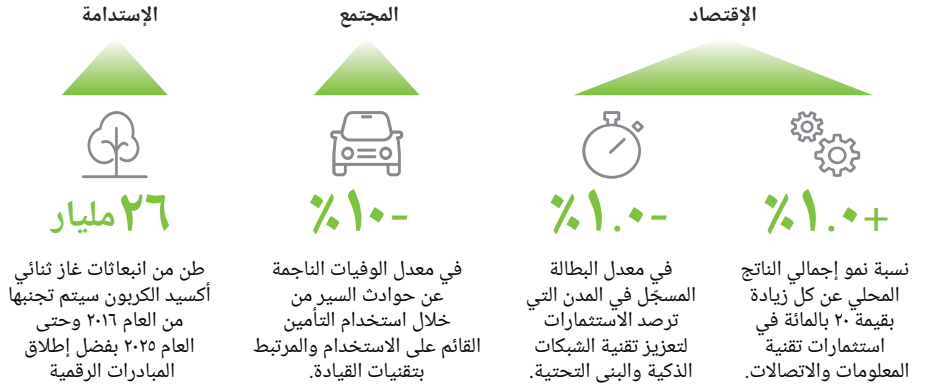 الإقتصاد
+١.٠٪
نسبة نمو إجمالي الناتج
المحلي عن كل زيادة
بقيمة ٢٠ بالمائة في
استثمارات تقنية
المعلومات والاتصالات.
-١.٠٪
في معدل البطالة
المسجّل في المدن التي
ترصد الاستثمارات
لتعزيز تقنية الشبكات
الذكية والبنى التحتية.
المجتمع
-١٠٪
في معدل الوفيات الناجمة
عن حوادث السير من
خلال استخدام التأمين
القائم على الاستخدام والمرتبط
بتقنيات القيادة.
الإستدامة
٢٦ مليار
طن من انبعاثات غاز ثنائي
أكسيد الكربون سيتم تجنبها
من العام ٢٠١٦ وحتى
العام ٢٠٢٥ بفضل إطلاق
المبادرات الرقمية